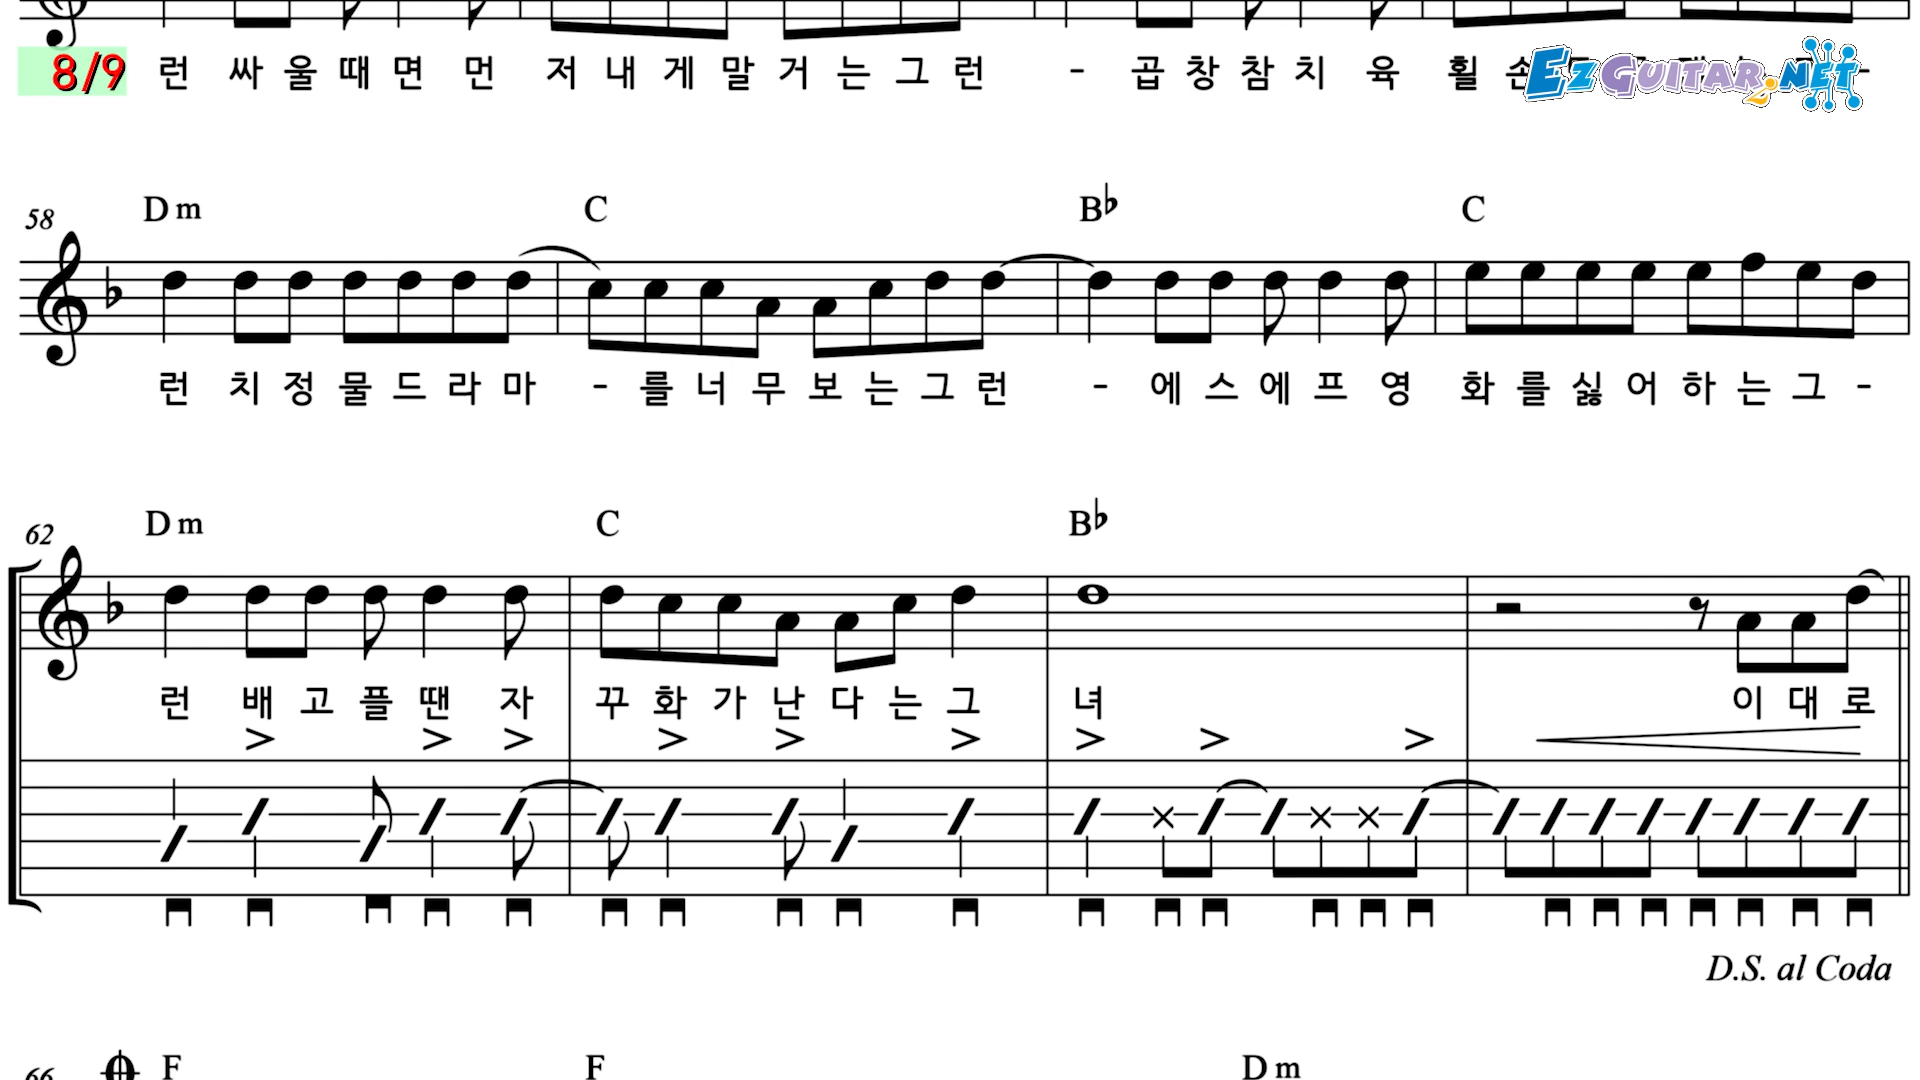 8/9 런 싸 울 때 면 먼 저 내 게 말 거 는 그 런 - 곱 창 참 치 육 휠 손
EZGUITAR2.NET
58 Dm C B♭ C
런 치 정 물 드 라 마 - 를 너 무 보 는 그 런 - 에 스 에 프 영 화 를 싫 어 하 는 그 -
62 Dm C B♭
런 배 고 플 땐 자 꾸 화 가 난 다 는 그 녀 이 대 로
D.S. al Coda
66 F F Dm